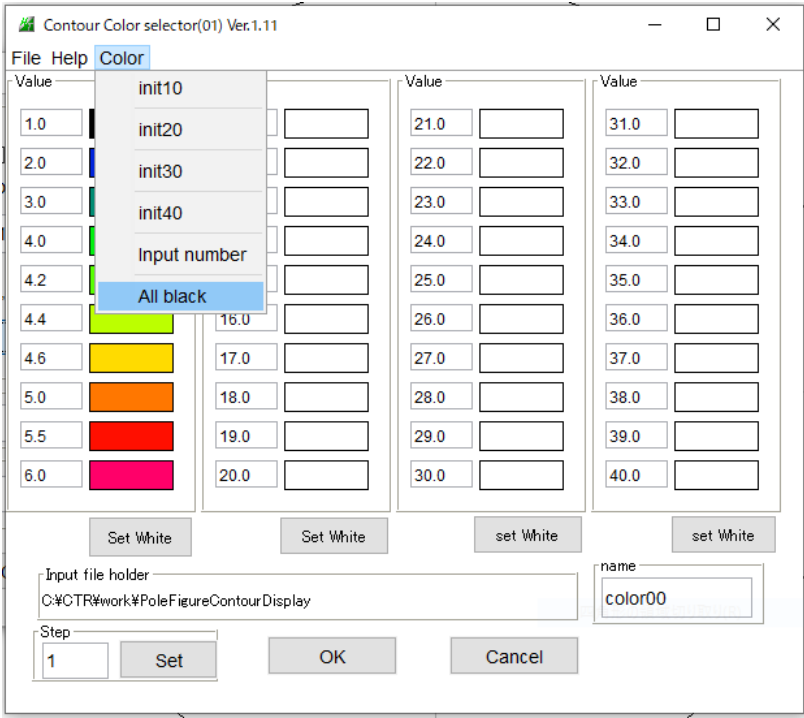 Contour Color selector(01) Ver.1.11
File Help Color
Value Value Value
init10
init20
init30
init40
Input number
All black
1.0 21.0 31.0
2.0 22.0 32.0
3.0 23.0 33.0
4.0 24.0 34.0
4.2 25.0 35.0
4.4 16.0 26.0 36.0
4.6 17.0 27.0 37.0
5.0 18.0 28.0 38.0
5.5 19.0 29.0 39.0
6.0 20.0 30.0 40.0
Set White Set White set White set White
Input file holder
C:¥CTR¥work¥PoleFigureContourDisplay
name
color00
Step
1 Set OK Cancel